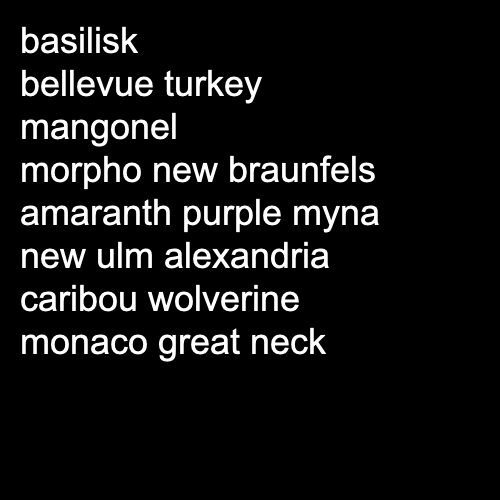 basilisk
bellevue turkey
mangonel
morpho new braunfels
amaranth purple myna
new ulm alexandria
caribou wolverine
monaco great neck